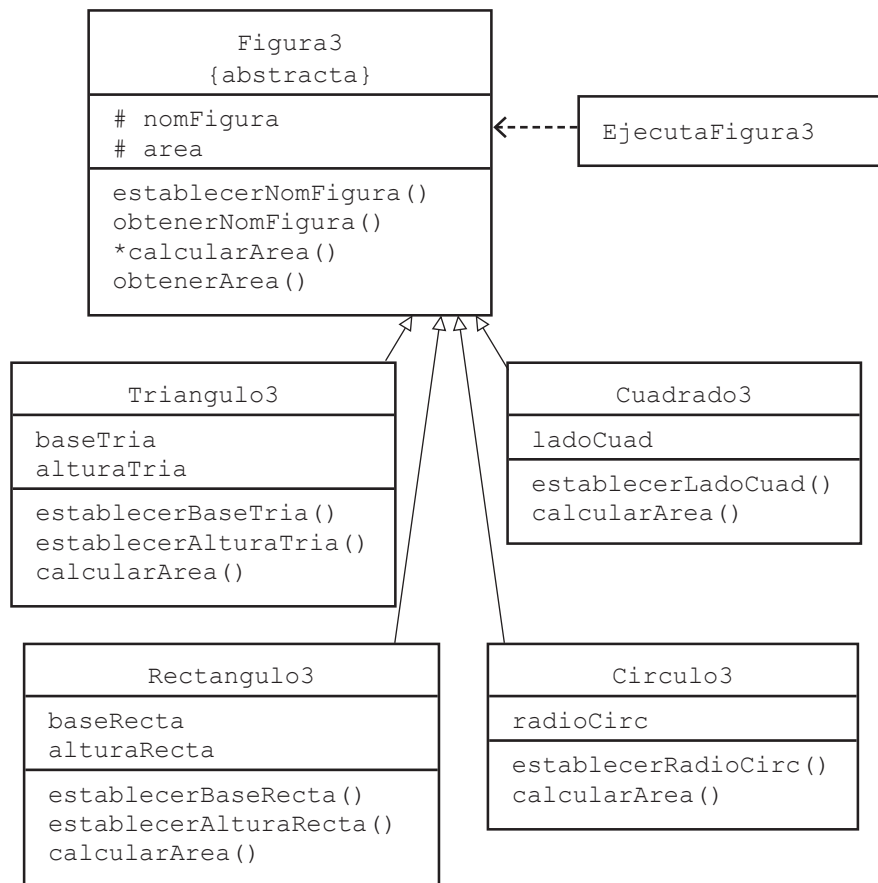 Figura3
{abstracta}
# nomFigura
# area
establecerNomFigura()
obtenerNomFigura()
*calcularArea()
obtenerArea()
EjecutaFigura3
Triangulo3
baseTria
alturaTria
establecerBaseTria()
establecerAlturaTria()
calcularArea()
Cuadrado3
ladoCuad
establecerLadoCuad()
calcularArea()
Rectangulo3
baseRecta
alturaRecta
establecerBaseRecta()
establecerAlturaRecta()
calcularArea()
Circulo3
radioCirc
establecerRadioCirc()
calcularArea()